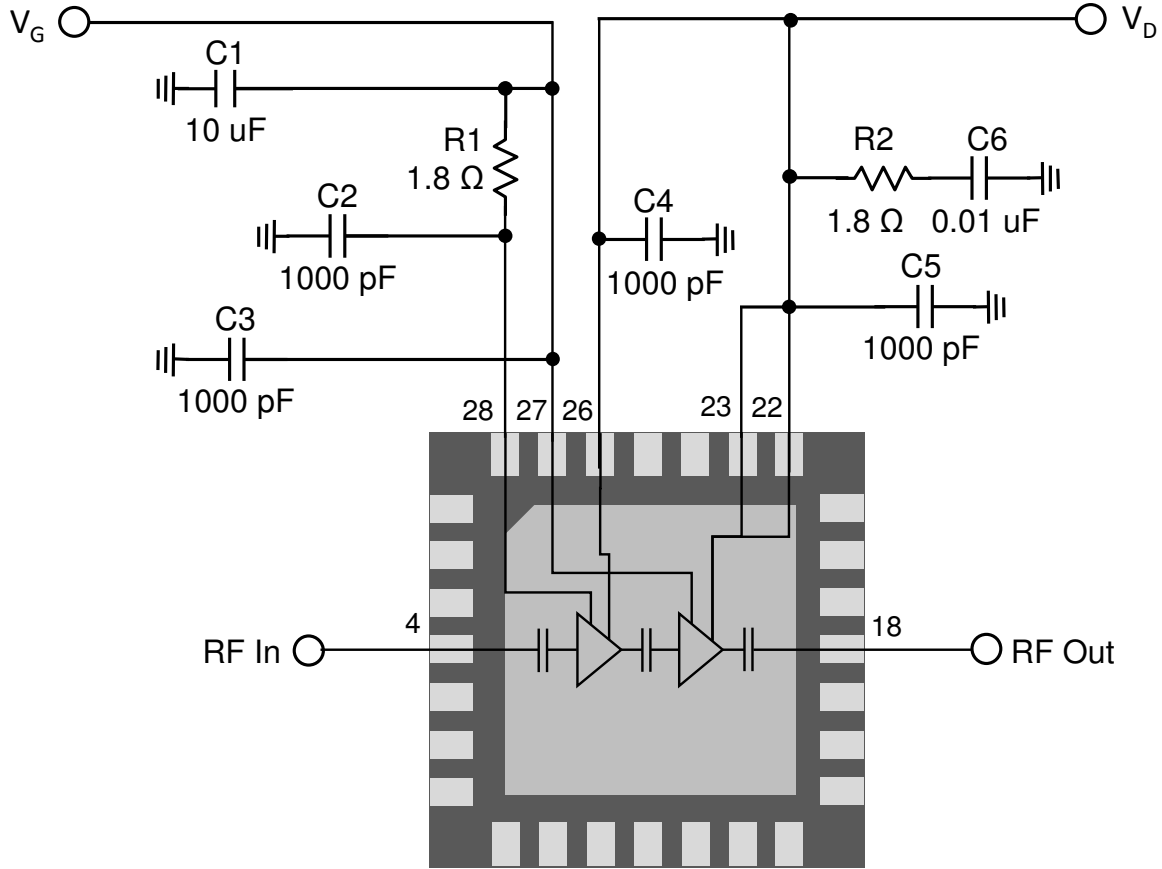 VG
VD
C1
10 uF
R1
1.8 Ω
R2
C6
1.8 Ω
0.01 uF
C2
1000 pF
C4
1000 pF
C5
1000 pF
C3
1000 pF
28
27
26
23
22
4
18
RF In
RF Out